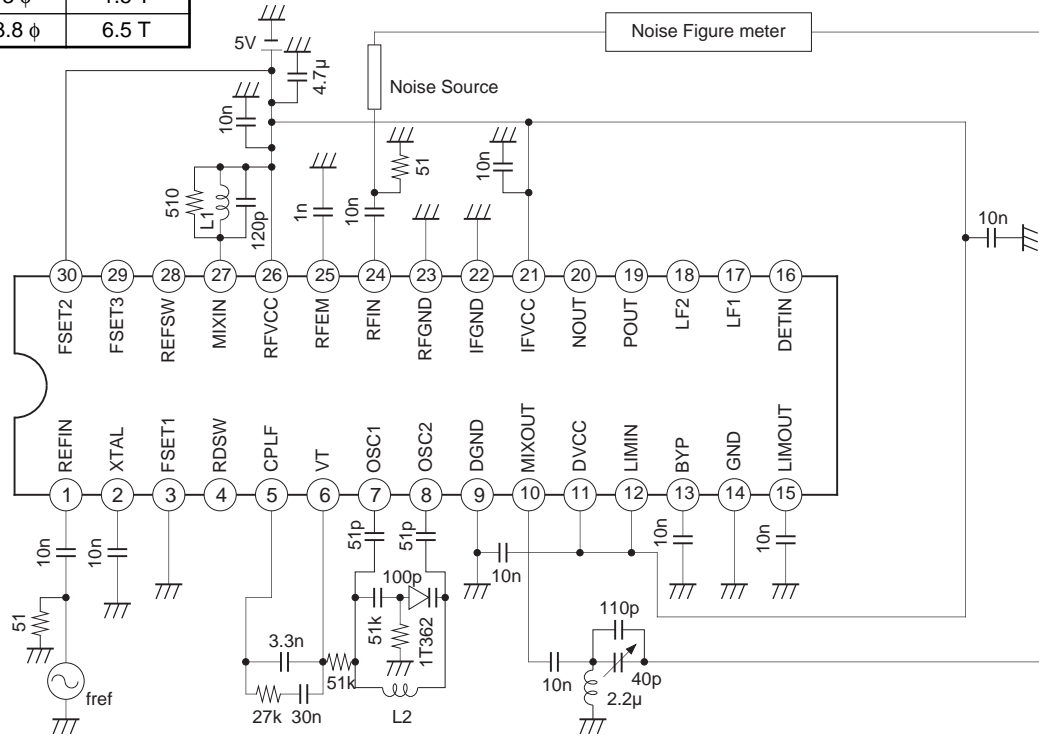 3.8 ϕ 6.5 T
5V
4.7μ
Noise Figure meter
Noise Source
10n
510
L1
120p
1n
10n
51
10n
10n
30 29 28 27 26 25 24 23 22 21 20 19 18 17 16
FSET2 FSET3 REFSW MIXIN RFVCC RFEM RFIN RFGND IFGND IFVCC NOUT POUT LF2 LF1 DETIN
REFIN XTAL FSET1 RDSW CPLF VT OSC1 OSC2 DGND MIXOUT DVCC LIMIN BYP GND LIMOUT
1 2 3 4 5 6 7 8 9 10 11 12 13 14 15
10n
10n
51p
51p
10n
10n
10n
51
100p
51k
1T362
110p
3.3n
51k
10n
40p
2.2μ
fref
27k 30n
L2